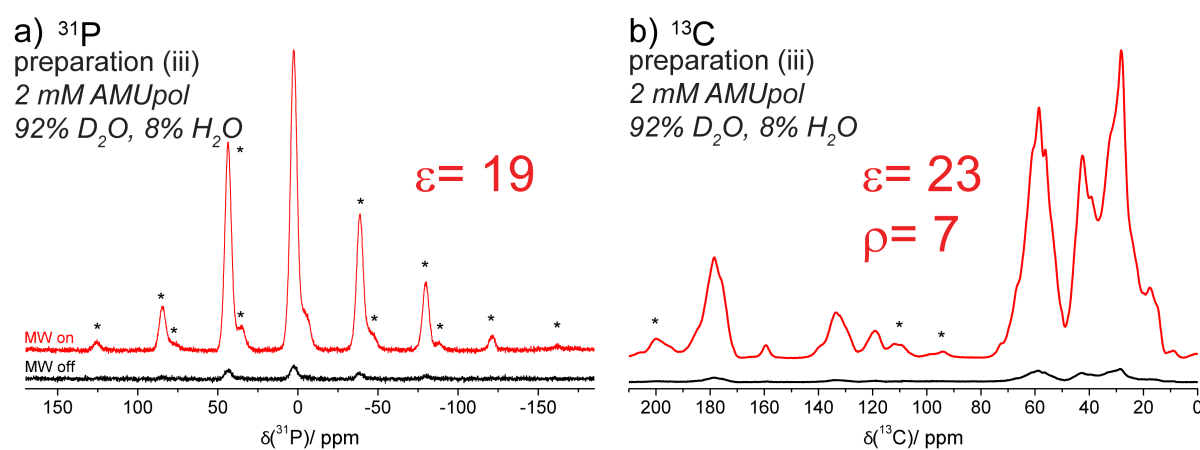 a) ³¹P
preparation (iii)
2 mM AMUpol
92% D₂O, 8% H₂O
*
ε= 19
*
*
*
*
*
*
*
*
*
*
MW on
MW off
150 100 50 0 -50 -100 -150
δ(³¹P)/ ppm
b) ¹³C
preparation (iii)
2 mM AMUpol
92% D₂O, 8% H₂O
ε= 23
ρ= 7
*
*
*
200 180 160 140 120 100 80 60 40 20 0
δ(¹³C)/ ppm